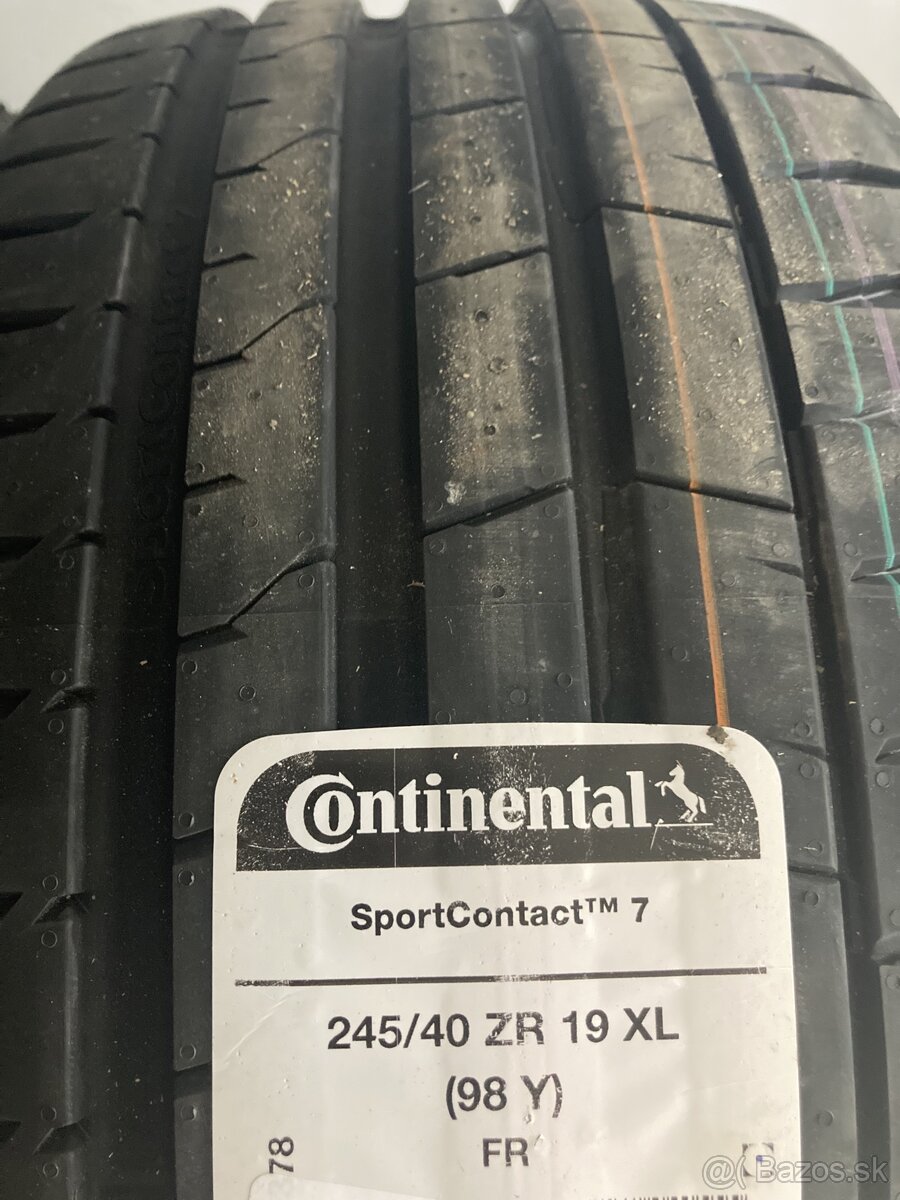 Continental
SportContact™ 7
245/40 ZR 19 XL
(98 Y)
FR
78
Bazos.sk